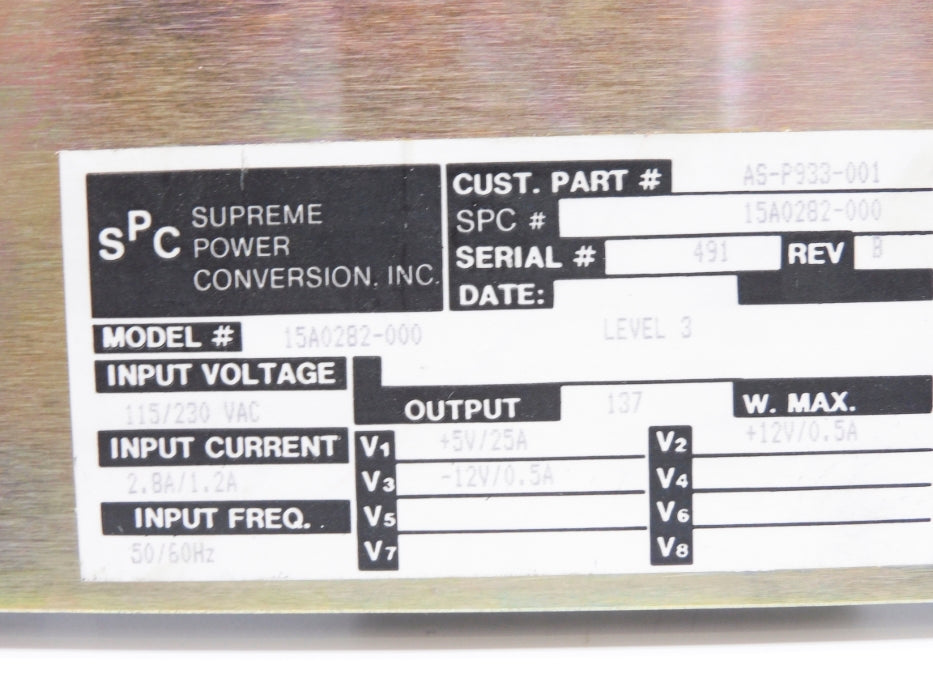 SPC SUPREME
POWER
CONVERSION, INC.
CUST. PART # AS-P933-001
SPC # 15A0282-000
SERIAL # 491 REV B
DATE:
MODEL # 15A0282-000 LEVEL 3
INPUT VOLTAGE
115/230 VAC
OUTPUT 137 W. MAX.
INPUT CURRENT
2.8A/1.2A
INPUT FREQ.
50/60Hz
V1 +5V/25A V2 +12V/0.5A
V3 -12V/0.5A V4
V5 V6
V7 V8